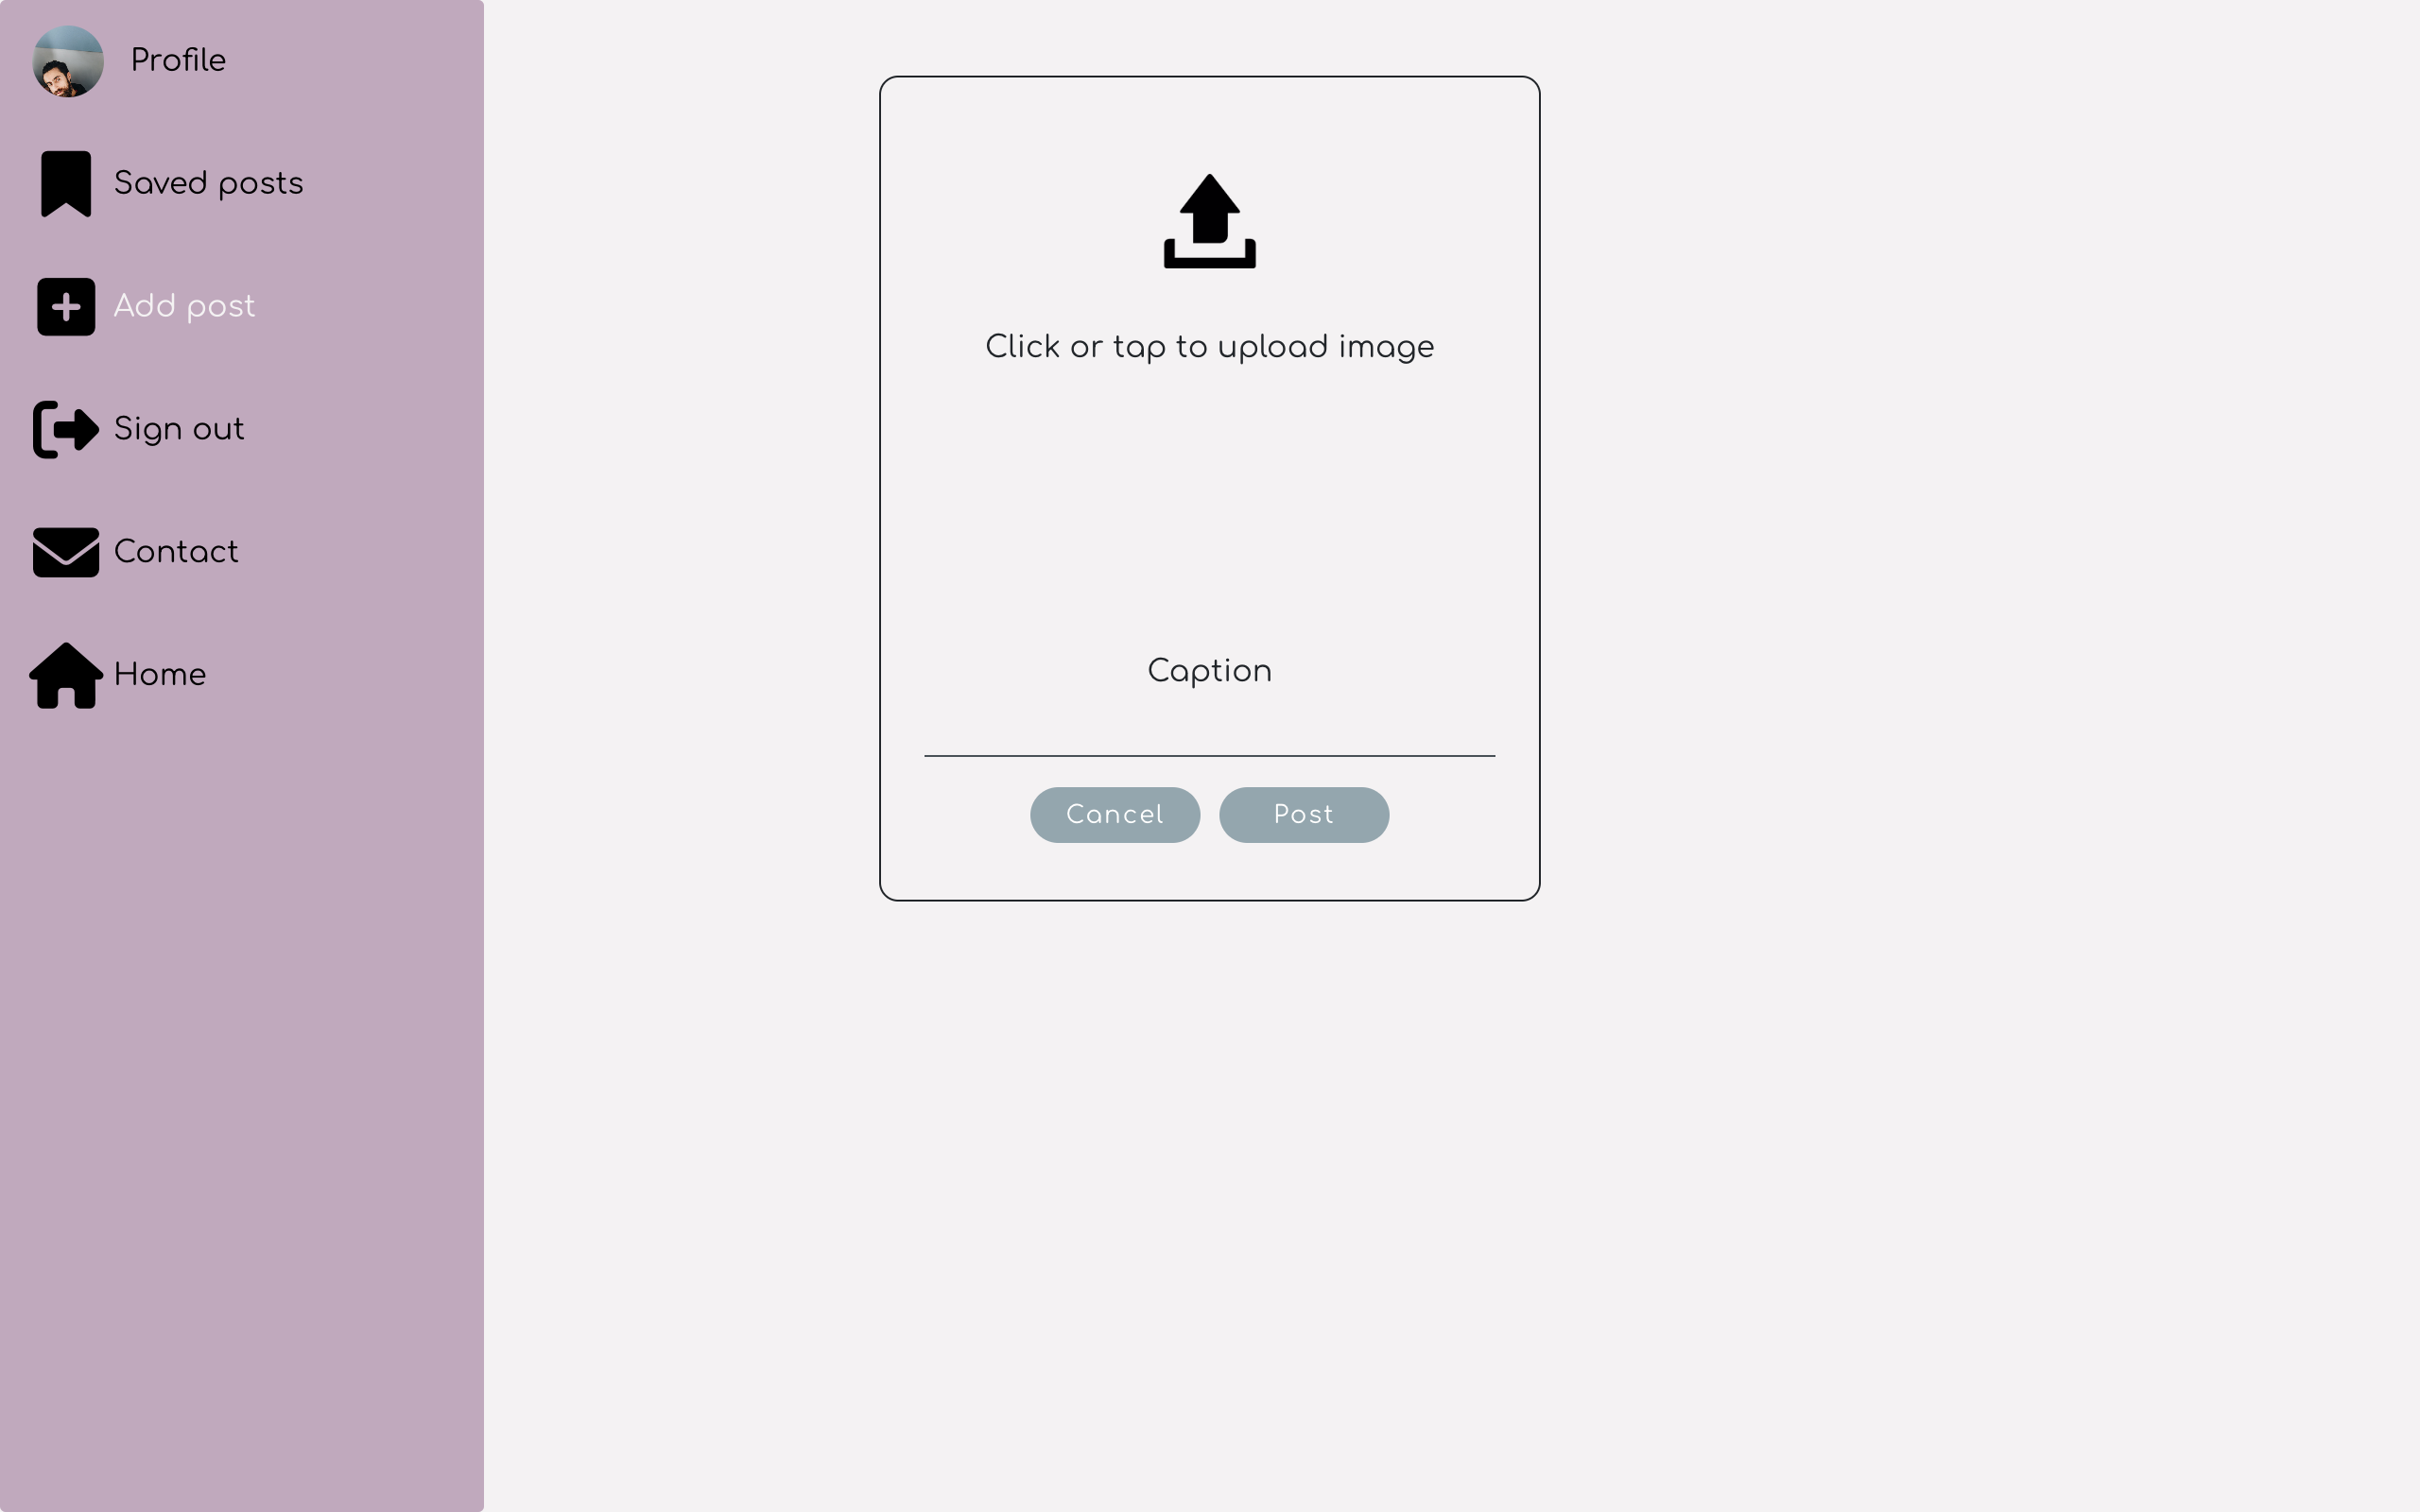 Profile
Saved posts
Add post
Sign out
Contact
Home
Click or tap to upload image
Caption
Cancel
Post